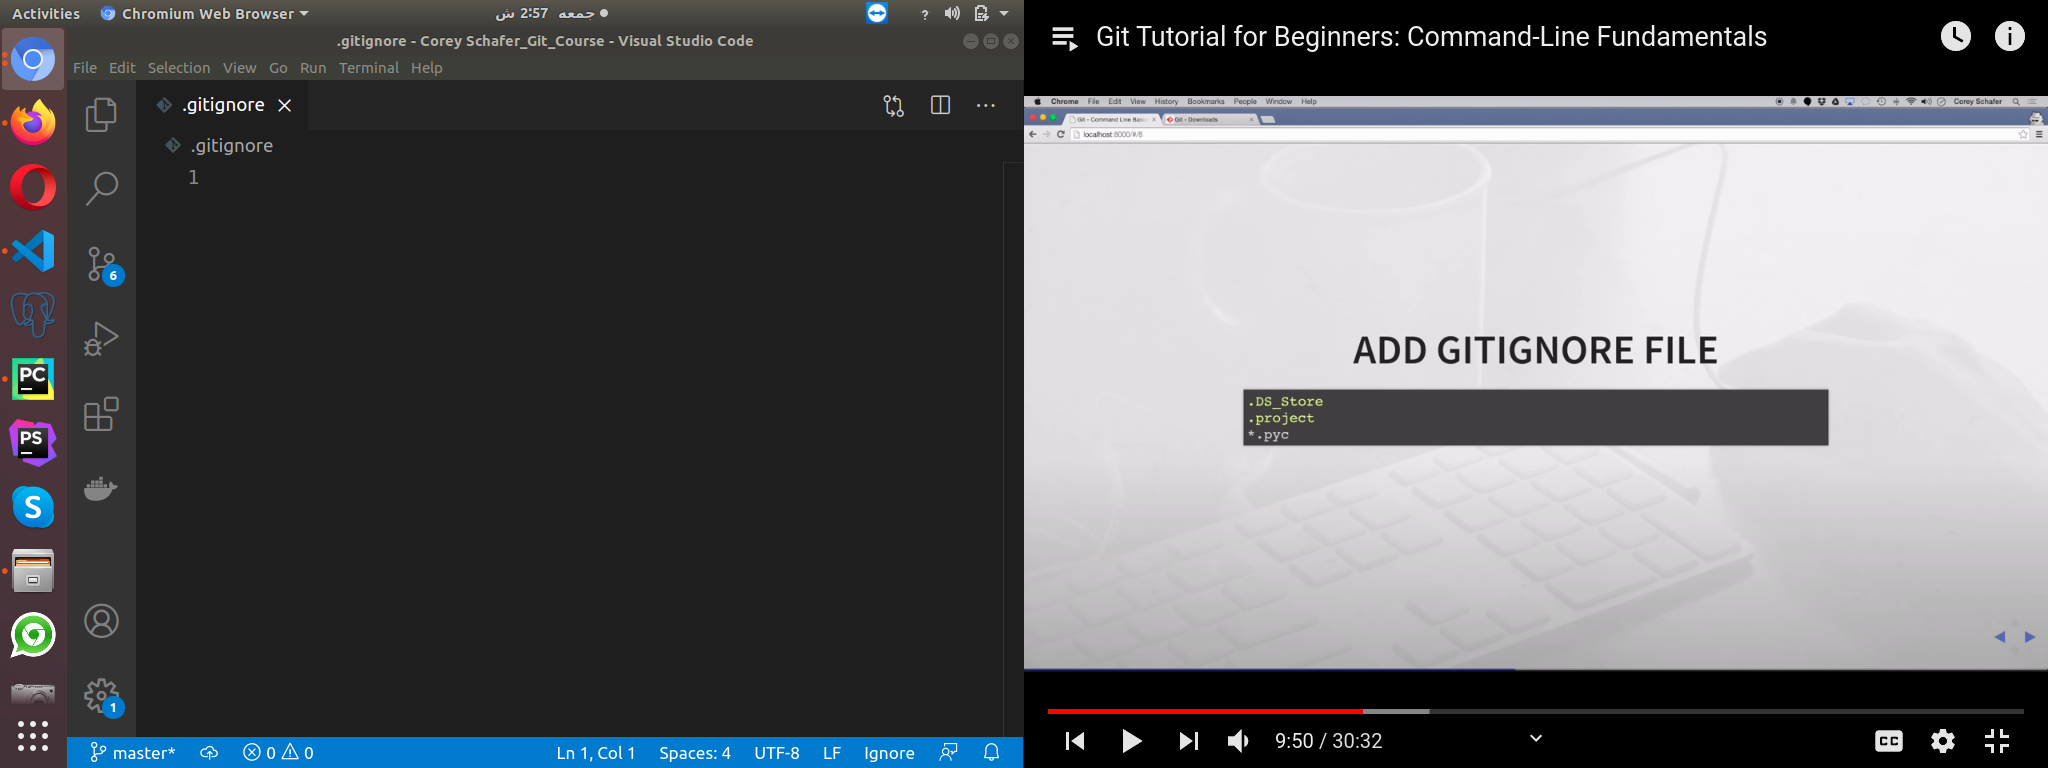 Activities
Chromium Web Browser
جمعه 2:57 ش
?
.gitignore - Corey Schafer_Git_Course - Visual Studio Code
File Edit Selection View Go Run Terminal Help
.gitignore
.gitignore
1
6
PC
PS
S
1
master*
0
0
Ln 1, Col 1
Spaces: 4
UTF-8
LF
Ignore
Git Tutorial for Beginners: Command-Line Fundamentals
Chrome File Edit View History Bookmarks People Window Help
Corey Schafer
Git - Command Line Basi
Git - Downloads
localhost:8000/#/8
ADD GITIGNORE FILE
.DS_Store
.project
*.pyc
9:50 / 30:32
CC